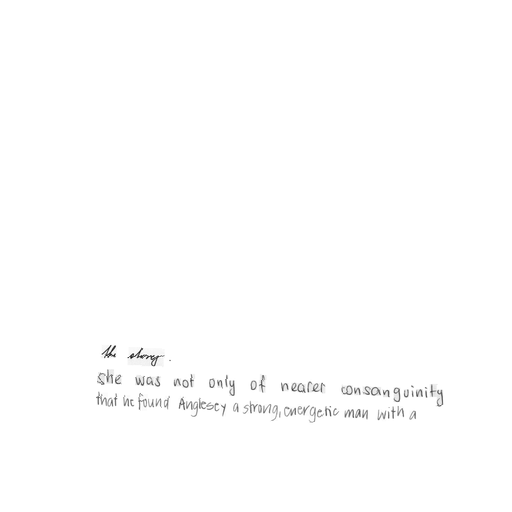 the story.
she was not only of nearer consanguinity
that he found Anglesey a strong, energetic man with a